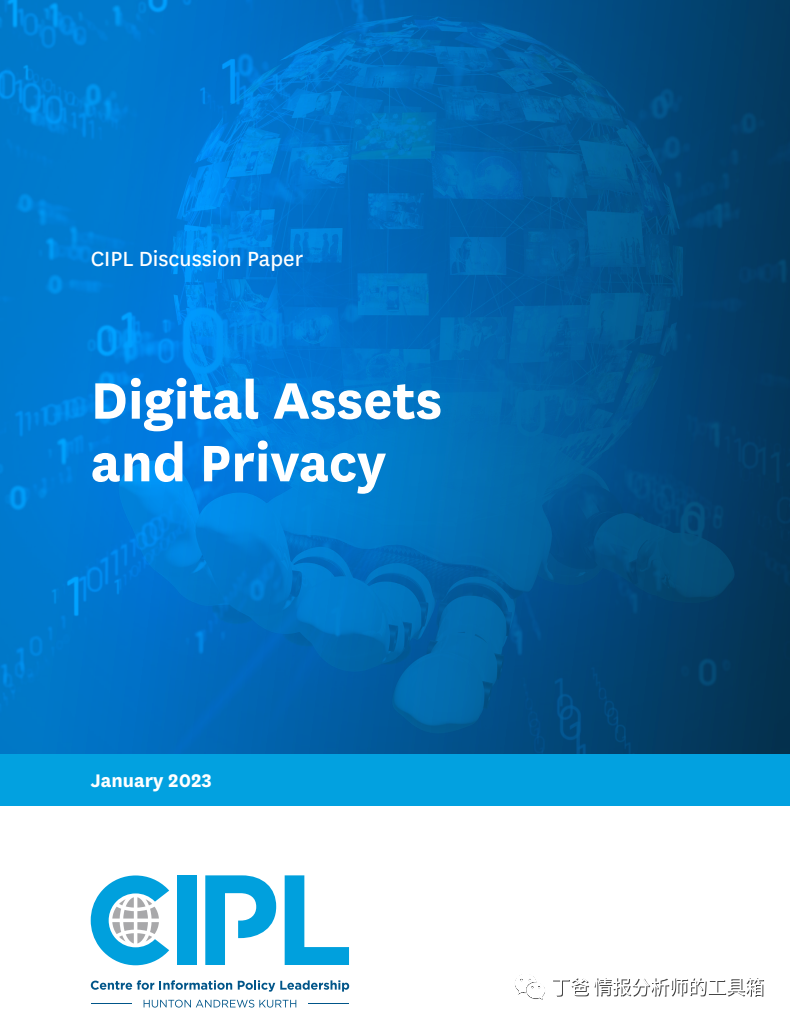 CIPL Discussion Paper
Digital Assets
and Privacy
January 2023
CIPL
Centre for Information Policy Leadership
HUNTON ANDREWS KURTH
丁爸 情报分析师的工具箱